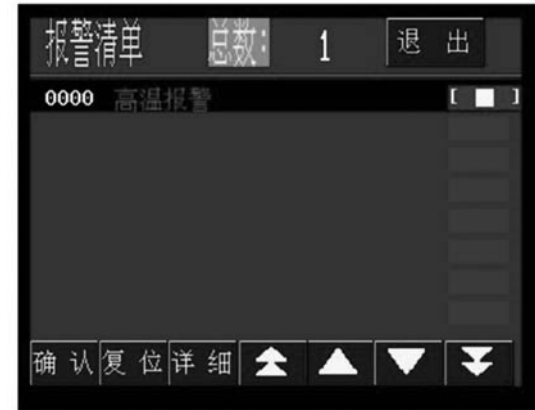 报警清单 总数: 1 退 出
0000 高温报警 [ ■ ]
确 认 复 位 详 细